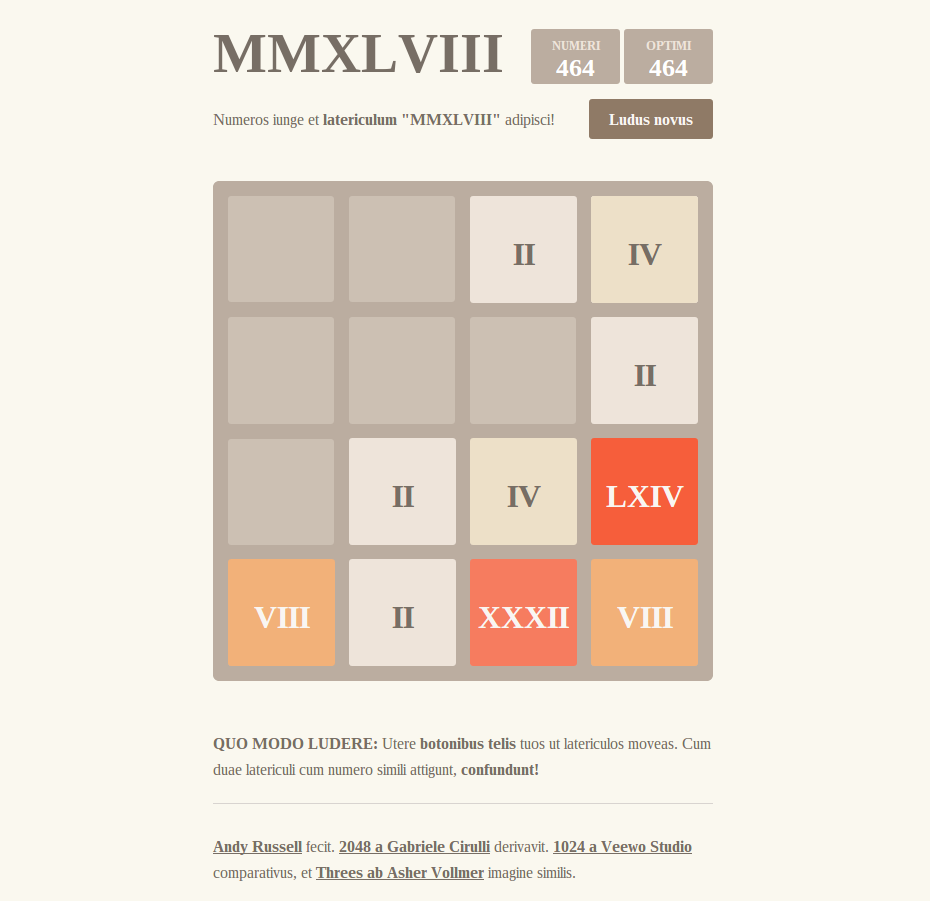 MMXLVIII
NUMERI OPTIMI
464 464
Numeros iunge et latericulum "MMXLVIII" adipisci!
Ludus novus
II IV
II
II IV LXIV
VIII II XXXII VIII
QUO MODO LUDERE: Utere botonibus telis tuos ut latericulos moveas. Cum
duae latericuli cum numero simili attigunt, confundunt!
Andy Russell fecit. 2048 a Gabriele Cirulli derivavit. 1024 a Veewo Studio
comparativus, et Threes ab Asher Vollmer imagine similis.